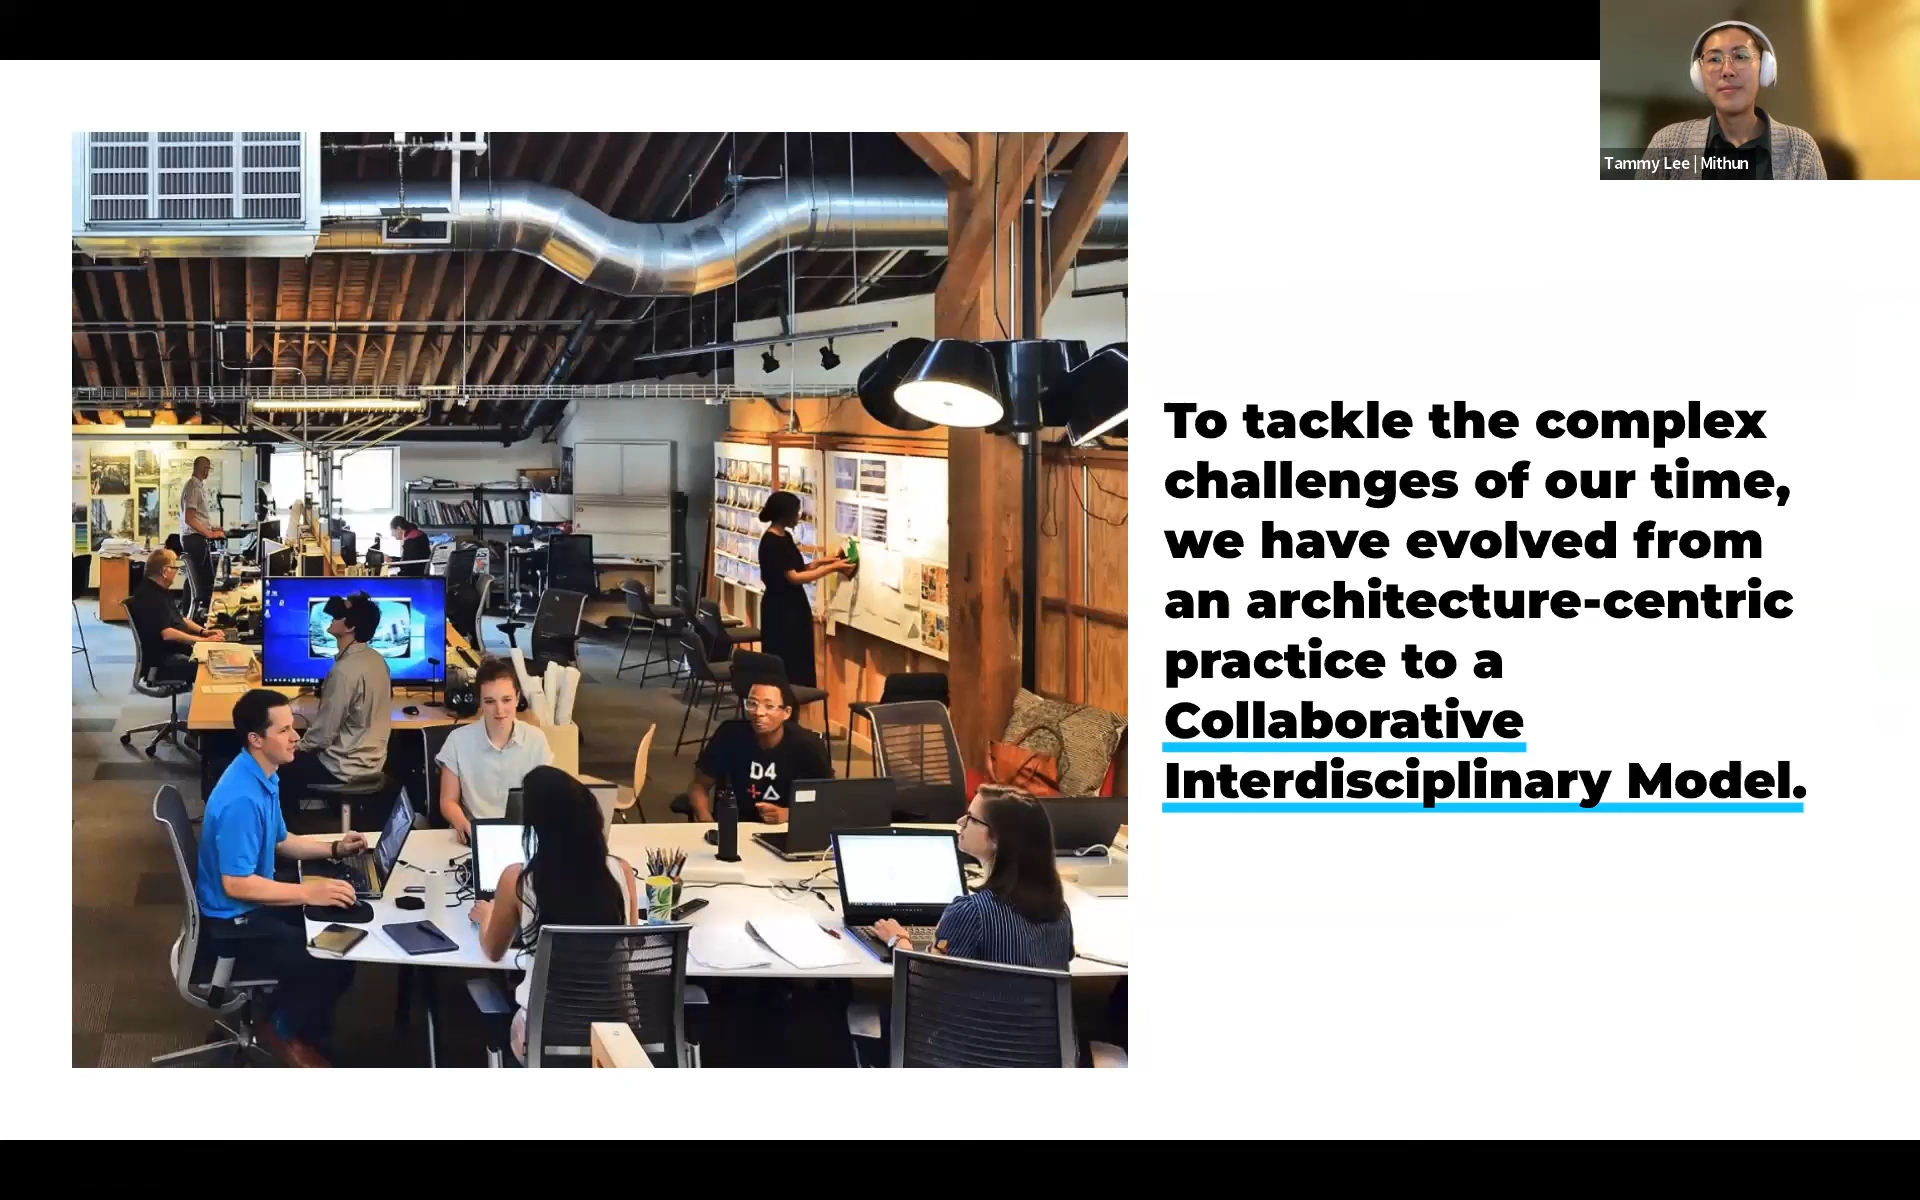 Tammy Lee | Mithun
To tackle the complex
challenges of our time,
we have evolved from
an architecture-centric
practice to a
Collaborative
Interdisciplinary Model.
D4